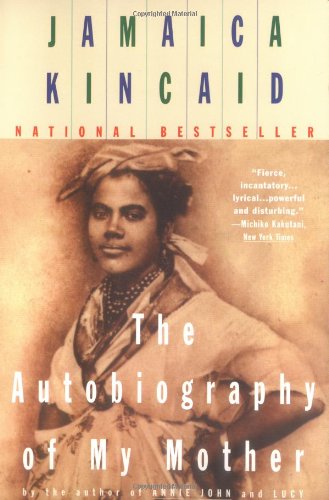 JAMAICA
KINCAID
NATIONAL BESTSELLER
"Fierce,
incantatory...
lyrical...powerful
and disturbing."
—Michiko Kakutani,
New York Times
The
Autobiography
of My Mother
by the author of ANNIE JOHN and LUCY